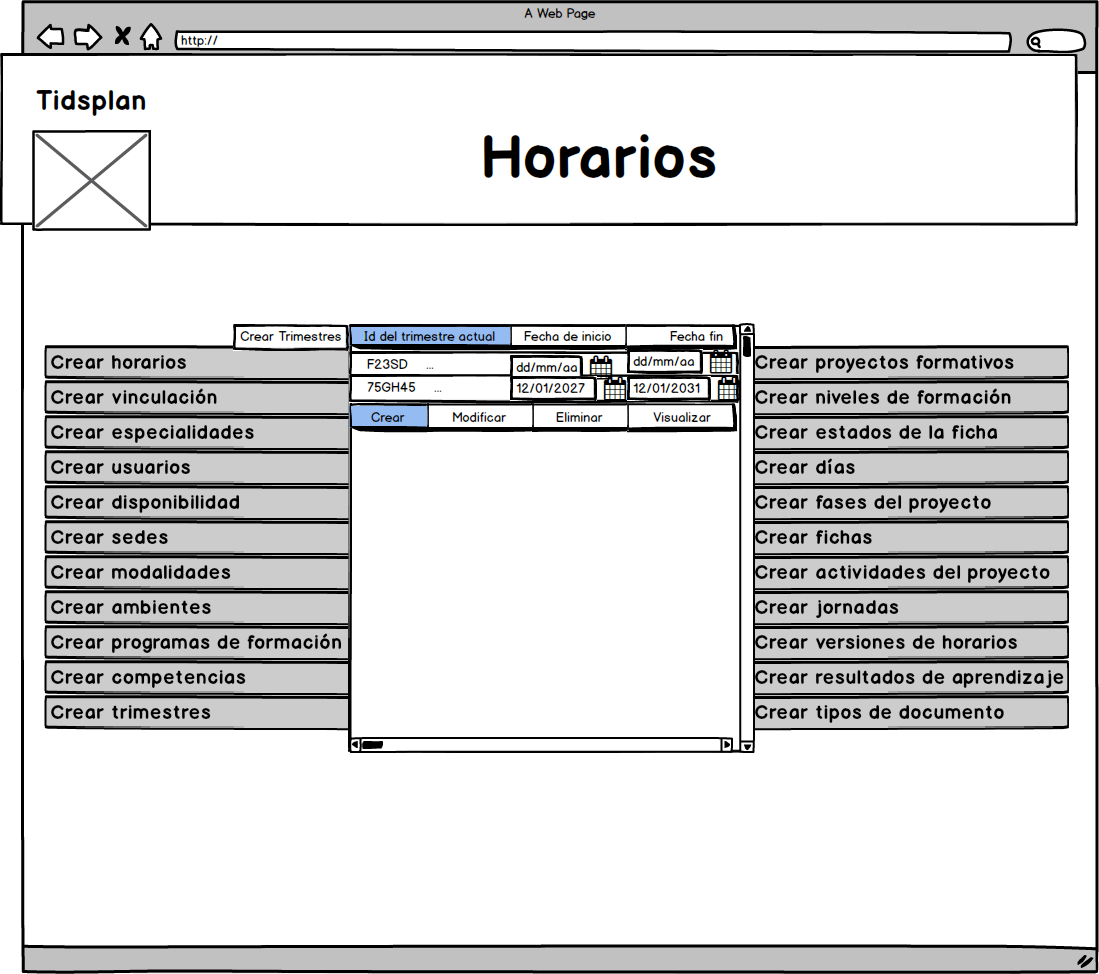 A Web Page
http://
Tidsplan
Horarios
Crear Trimestres
Id del trimestre actual
Fecha de inicio
Fecha fin
F23SD ...
dd/mm/aa
dd/mm/aa
75GH45 ...
12/01/2027
12/01/2031
Crear
Modificar
Eliminar
Visualizar
Crear horarios
Crear vinculación
Crear especialidades
Crear usuarios
Crear disponibilidad
Crear sedes
Crear modalidades
Crear ambientes
Crear programas de formación
Crear competencias
Crear trimestres
Crear proyectos formativos
Crear niveles de formación
Crear estados de la ficha
Crear días
Crear fases del proyecto
Crear fichas
Crear actividades del proyecto
Crear jornadas
Crear versiones de horarios
Crear resultados de aprendizaje
Crear tipos de documento